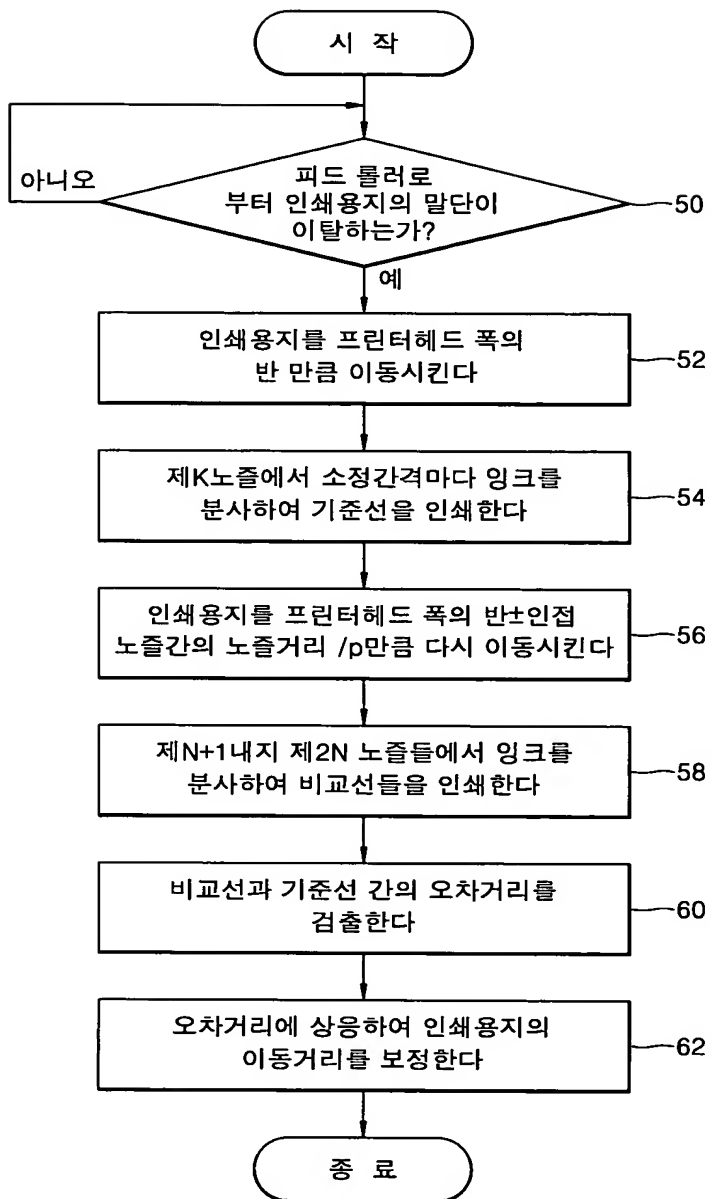 시 작
아니오
피드 롤러로
부터 인쇄용지의 말단이
이탈하는가?
50
예
인쇄용지를 프린터헤드 폭의
반 만큼 이동시킨다
52
제K노즐에서 소정간격마다 잉크를
분사하여 기준선을 인쇄한다
54
인쇄용지를 프린터헤드 폭의 반±인접
노즐간의 노즐거리 /p만큼 다시 이동시킨다
56
제N+1내지 제2N 노즐들에서 잉크를
분사하여 비교선들을 인쇄한다
58
비교선과 기준선 간의 오차거리를
검출한다
60
오차거리에 상응하여 인쇄용지의
이동거리를 보정한다
62
종 료